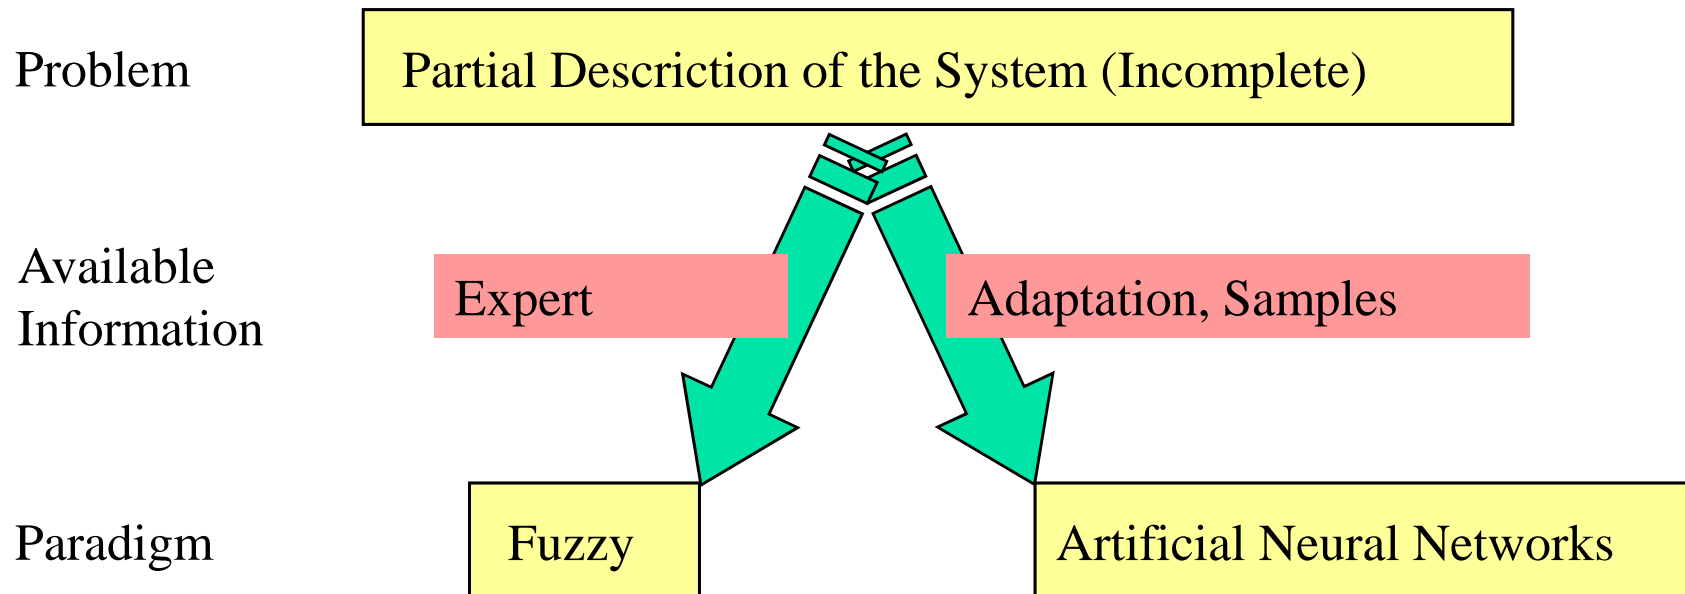 Problem
Partial Descriction of the System (Incomplete)
Available
Information
Expert
Adaptation, Samples
Paradigm
Fuzzy
Artificial Neural Networks